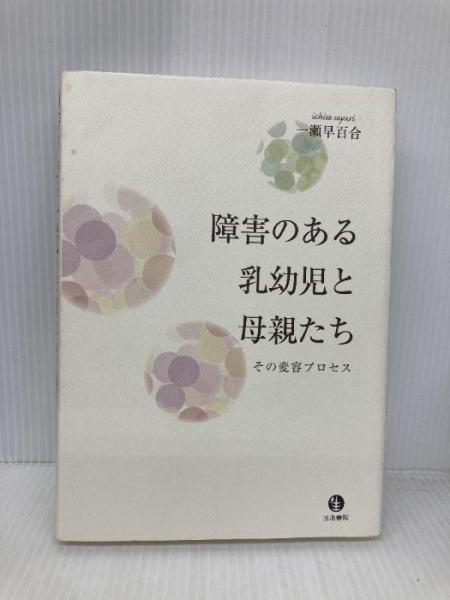 ichise sayuri
一瀬早百合
障害のある
乳幼児と
母親たち
その変容プロセス
生活書院